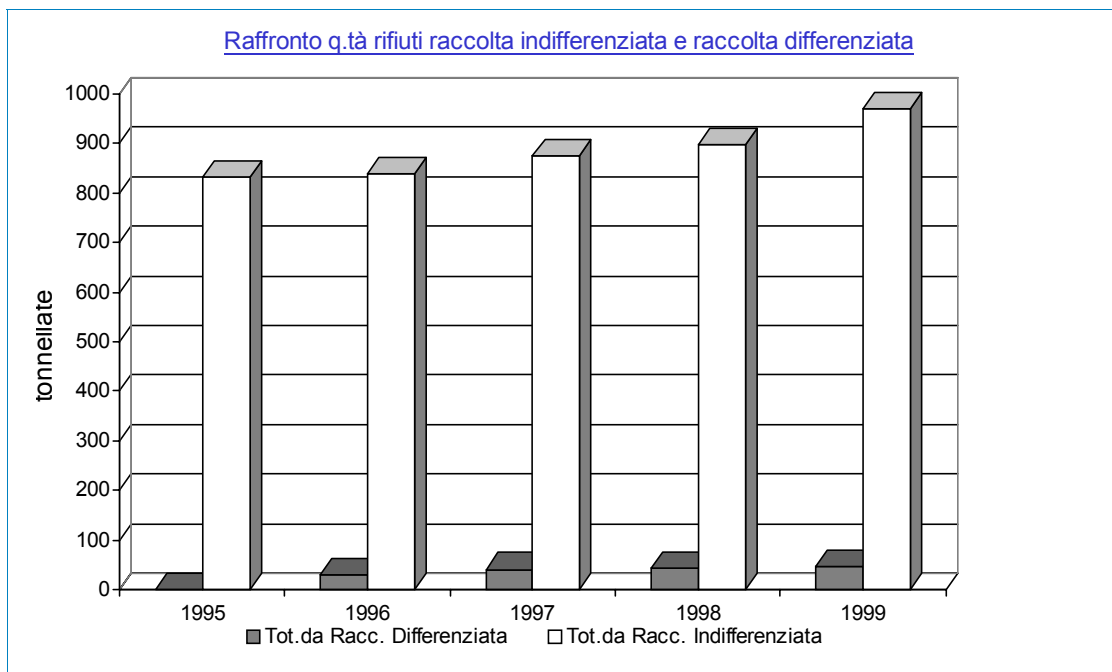 Raffronto q.tà rifiuti raccolta indifferenziata e raccolta differenziata
tonnellate
1000
900
800
700
600
500
400
300
200
100
0
1995 1996 1997 1998 1999
Tot.da Racc. Differenziata Tot.da Racc. Indifferenziata